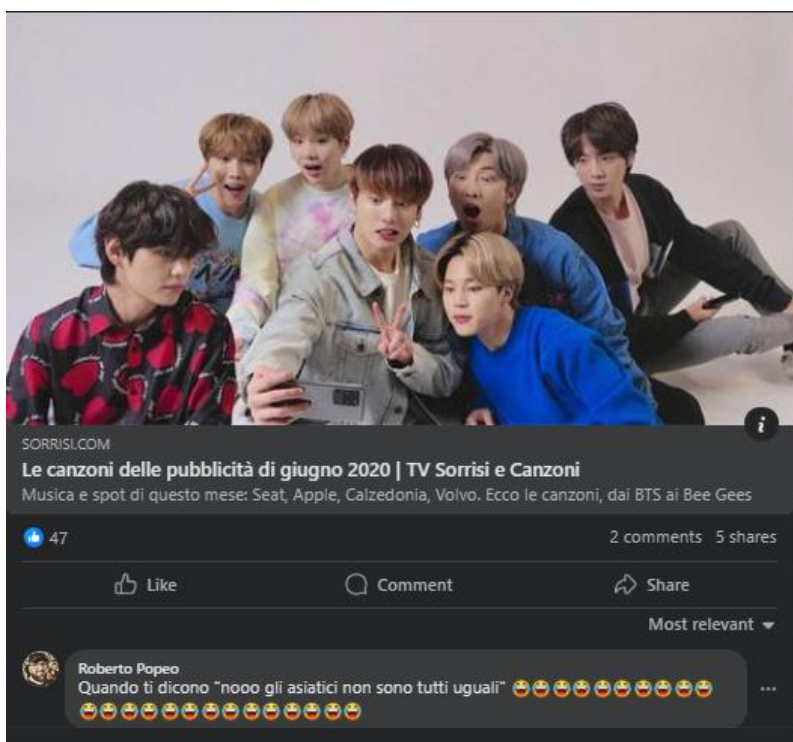 SORRISI.COM
Le canzoni delle pubblicità di giugno 2020 | TV Sorrisi e Canzoni
Musica e spot di questo mese: Seat, Apple, Calzedonia, Volvo. Ecco le canzoni, dai BTS ai Bee Gees
47
2 comments 5 shares
Like Comment Share
Most relevant
Roberto Popeo
Quando ti dicono "nooo gli asiatici non sono tutti uguali" 😂😂😂😂😂😂😂😂😂😂
😂😂😂😂😂😂😂😂😂😂😂😂😂😂